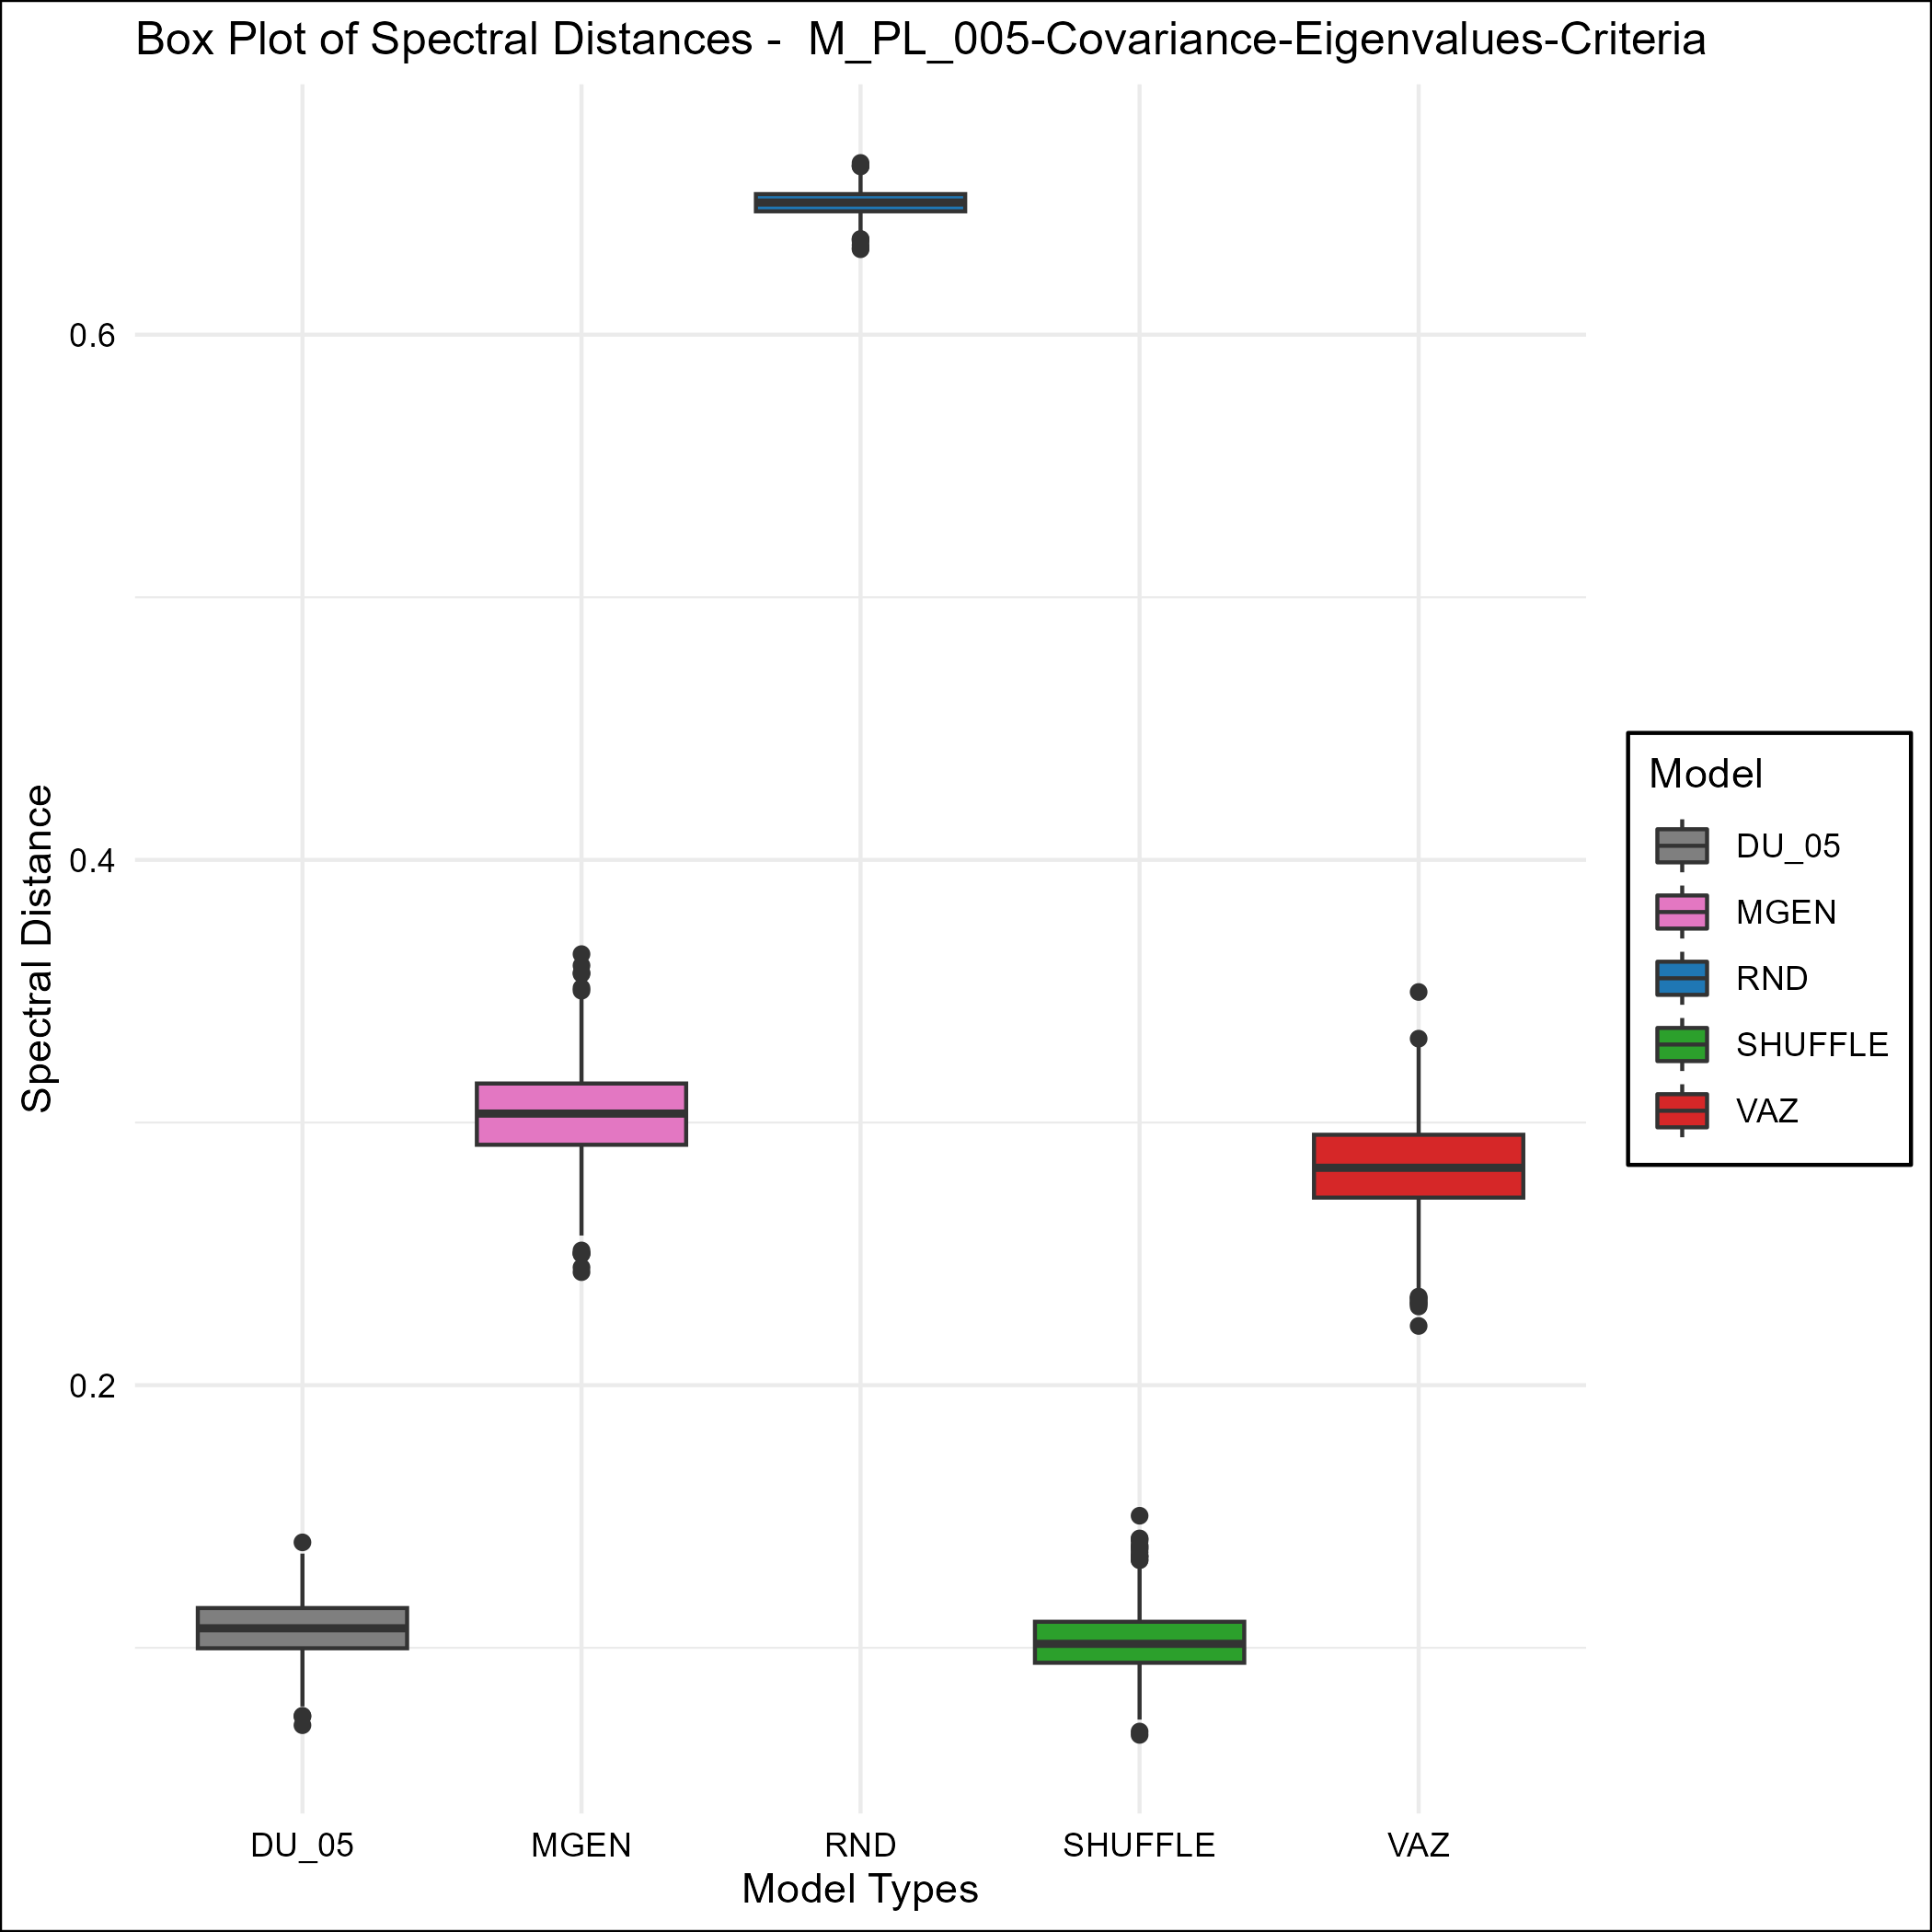 Box Plot of Spectral Distances -  M_PL_005-Covariance-Eigenvalues-Criteria
Spectral Distance
0.6
0.4
0.2
DU_05
MGEN
RND
SHUFFLE
VAZ
Model Types
Model
DU_05
MGEN
RND
SHUFFLE
VAZ